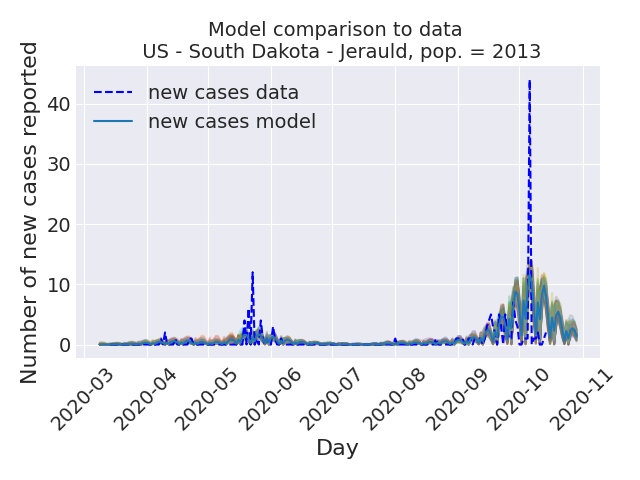 Model comparison to data
US - South Dakota - Jerauld, pop. = 2013
Number of new cases reported
40
30
20
10
0
new cases data
new cases model
2020-03
2020-04
2020-05
2020-06
2020-07
2020-08
2020-09
2020-10
2020-11
Day